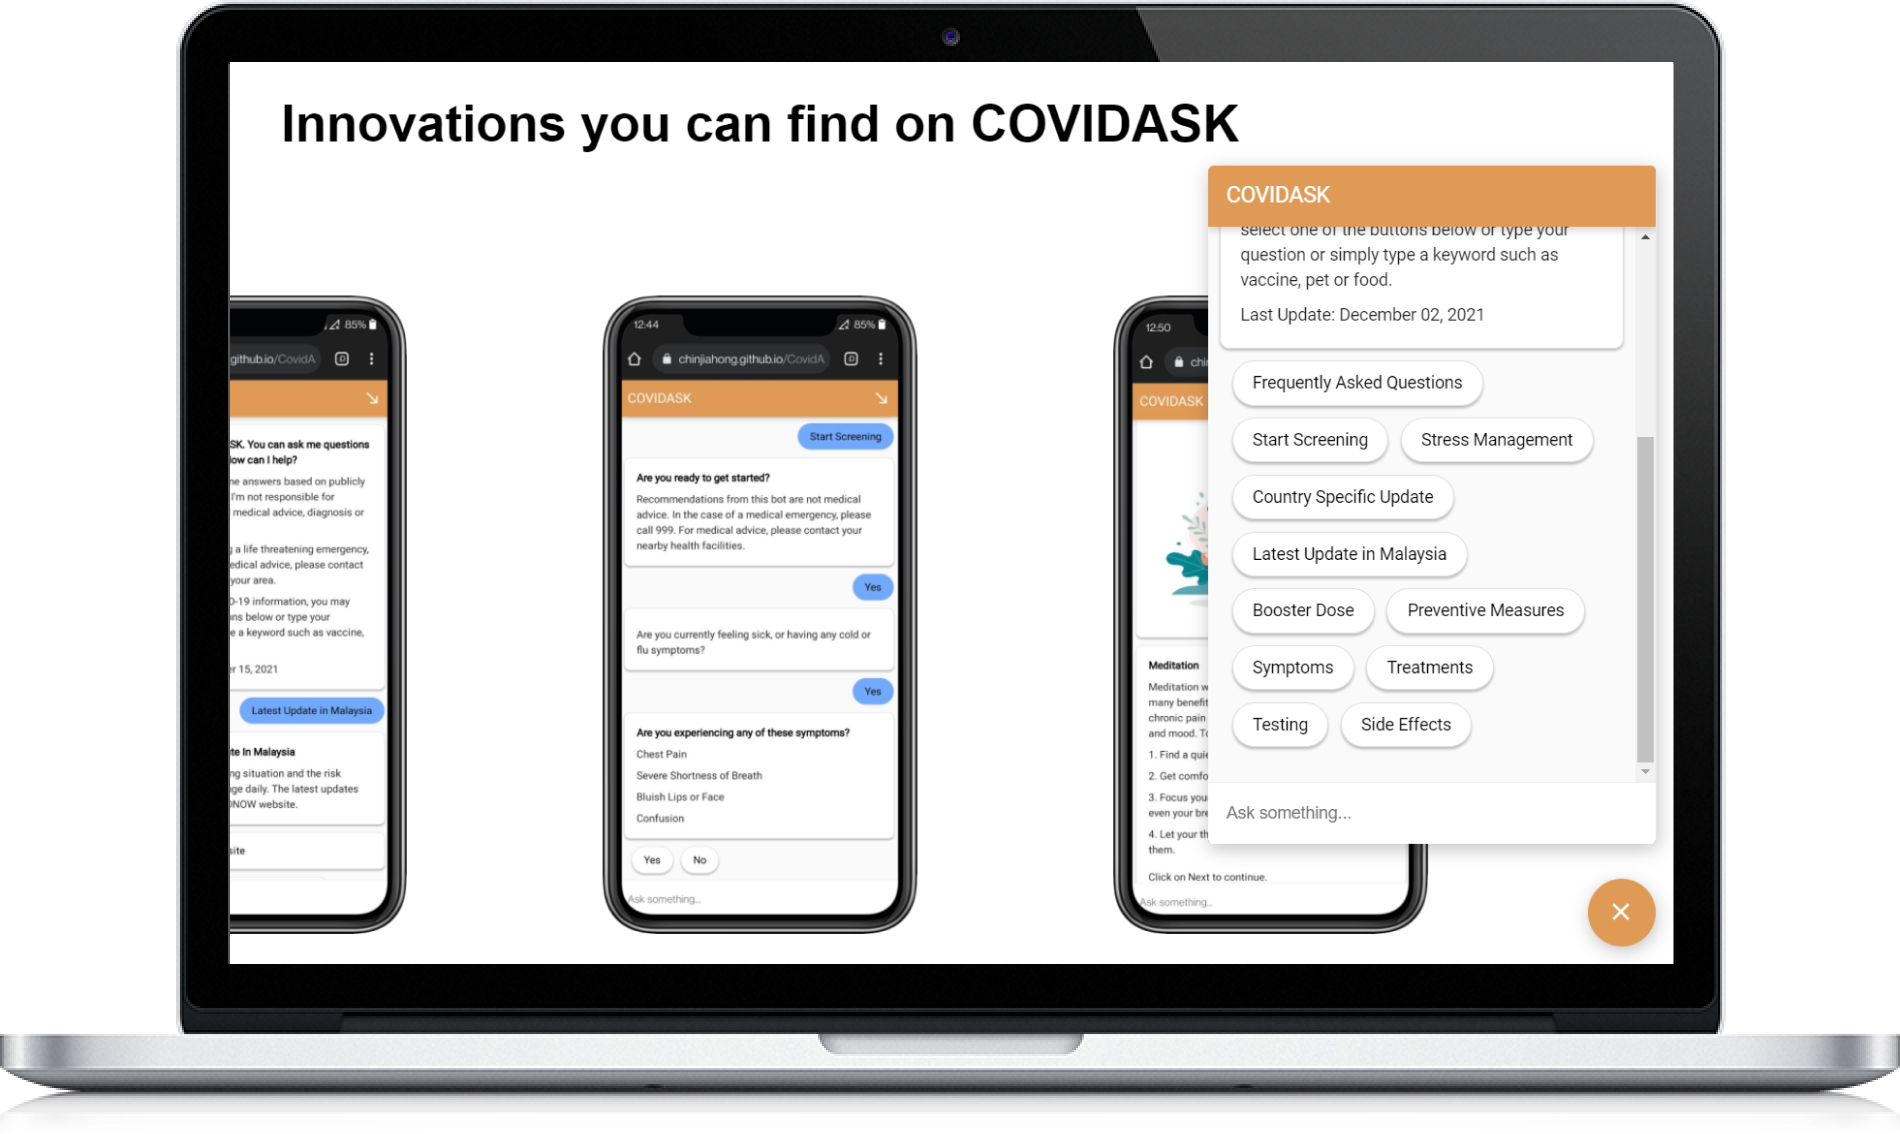 Innovations you can find on COVIDASK
85%
github.io/CovidA
SK. You can ask me questions
How can I help?
answers based on publicly
I'm not responsible for
medical advice, diagnosis or
a life threatening emergency,
medical advice, please contact
your area.
D-19 information, you may
below or type your
a keyword such as vaccine,
15, 2021
Latest Update in Malaysia
te In Malaysia
situation and the risk
daily. The latest updates
NOW website.
site
12:44
85%
chinjiahong.github.io/CovidA
COVIDASK
Start Screening
Are you ready to get started?
Recommendations from this bot are not medical
advice. In the case of a medical emergency, please
call 999. For medical advice, please contact your
nearby health facilities.
Yes
Are you currently feeling sick, or having any cold or
flu symptoms?
Yes
Are you experiencing any of these symptoms?
Chest Pain
Severe Shortness of Breath
Bluish Lips or Face
Confusion
Yes No
Ask something...
12:50
chi
COVIDASK
Meditation
Meditation w
many benefit
chronic pain
and mood. To
1. Find a quie
2. Get comfo
3. Focus you
even your bre
4. Let your th
them.
Click on Next to continue.
Ask something...
COVIDASK
select one of the buttons below or type your
question or simply type a keyword such as
vaccine, pet or food.
Last Update: December 02, 2021
Frequently Asked Questions
Start Screening Stress Management
Country Specific Update
Latest Update in Malaysia
Booster Dose Preventive Measures
Symptoms Treatments
Testing Side Effects
Ask something...